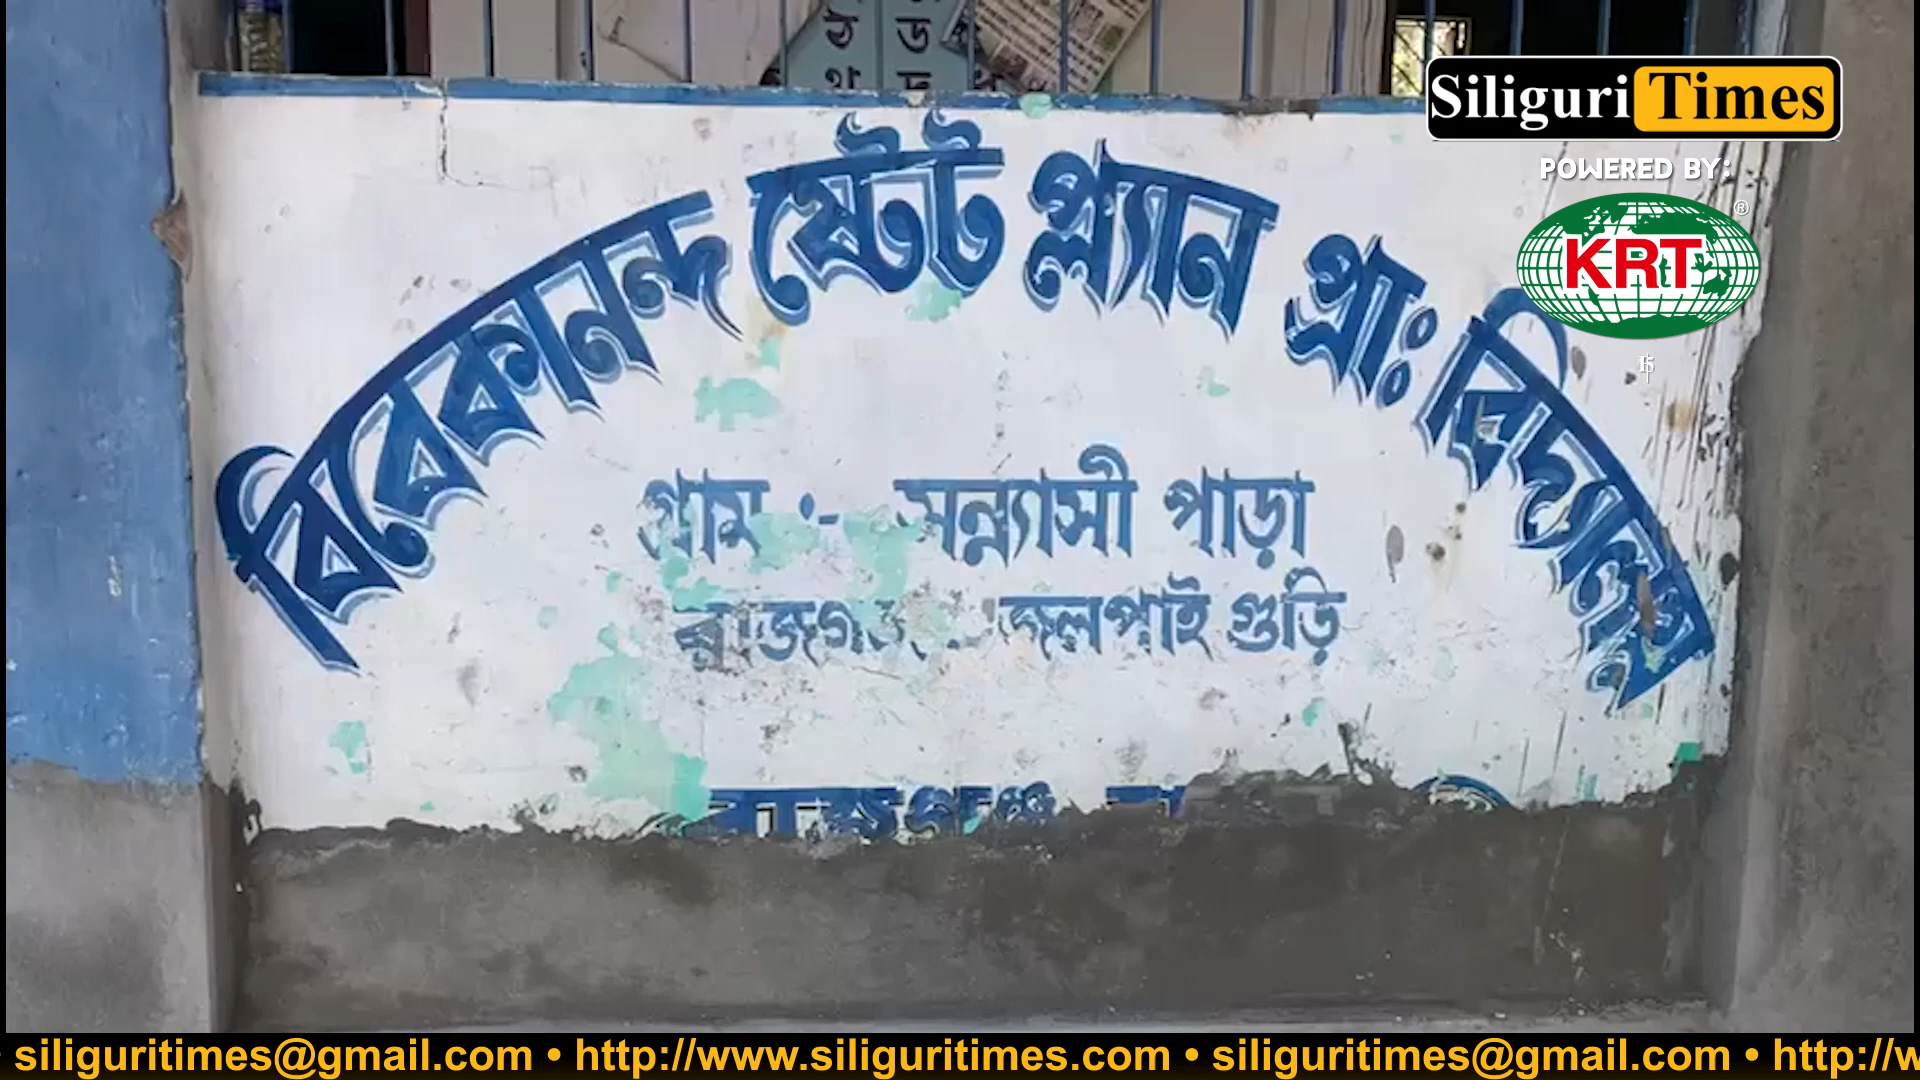 ঠ ড
থ দ
Siliguri Times
POWERED BY:
KRT
বিবেকানন্দ ষ্টেট প্ল্যান প্রাঃ বিদ্যালয়
গ্রাম :- সন্ন্যাসী পাড়া
জলপাই গুড়ি
siliguritimes@gmail.com • http://www.siliguritimes.com • siliguritimes@gmail.com • http://w